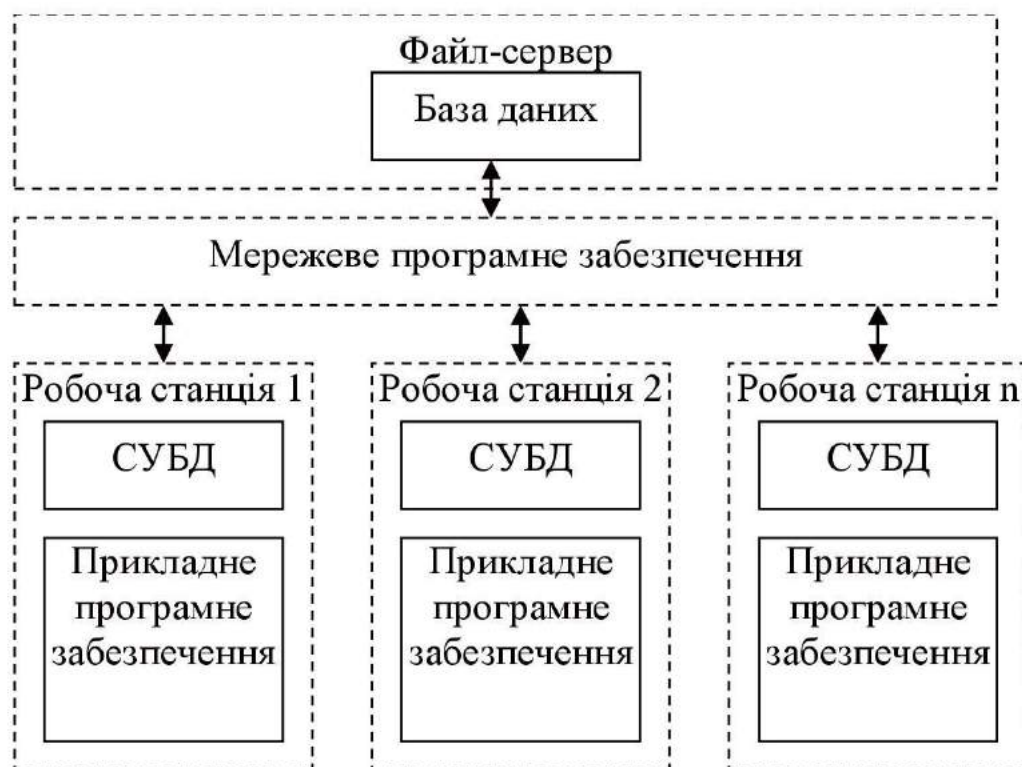 Файл-сервер
База даних
Мережеве програмне забезпечення
Робоча станція 1
СУБД
Прикладне
програмне
забезпечення
Робоча станція 2
СУБД
Прикладне
програмне
забезпечення
Робоча станція n
СУБД
Прикладне
програмне
забезпечення